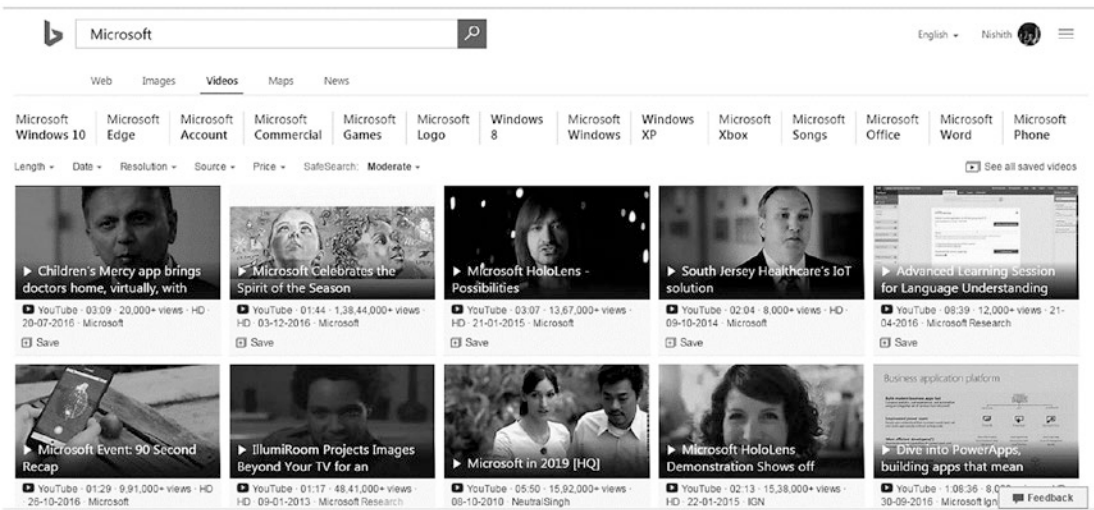 Microsoft
English
Nishith
Web Images Videos Maps News
Microsoft Windows 10
Microsoft Edge
Microsoft Account
Microsoft Commercial
Microsoft Games
Microsoft Logo
Windows 8
Microsoft Windows
Windows XP
Microsoft Xbox
Microsoft Songs
Microsoft Office
Microsoft Word
Microsoft Phone
Length Date Resolution Source Price SafeSearch: Moderate
See all saved videos
Children's Mercy app brings
doctors home, virtually, with
YouTube · 03:09 · 20,000+ views · HD ·
20-07-2016 · Microsoft
Save
Microsoft Celebrates the
Spirit of the Season
YouTube · 01:44 · 1,38,44,000+ views ·
HD · 03-12-2016 · Microsoft
Save
Microsoft HoloLens -
Possibilities
YouTube · 03:07 · 13,67,000+ views ·
HD · 21-01-2015 · Microsoft
Save
South Jersey Healthcare's IoT
solution
YouTube · 02:04 · 8,000+ views · HD ·
09-10-2014 · Microsoft
Save
Advanced Learning Session
for Language Understanding
YouTube · 08:39 · 12,000+ views · 21-
04-2016 · Microsoft Research
Save
Microsoft Event: 90 Second
Recap
YouTube · 01:29 · 9,91,000+ views · HD
· 26-10-2016 · Microsoft
IllumiRoom Projects Images
Beyond Your TV for an
YouTube · 01:17 · 48,41,000+ views ·
HD · 09-01-2013 · Microsoft Research
Microsoft in 2019 [HQ]
YouTube · 05:50 · 15,92,000+ views ·
08-10-2010 · NeutralSingh
Microsoft HoloLens
Demonstration Shows off
YouTube · 02:13 · 15,38,000+ views ·
HD · 22-01-2015 · IGN
Business application platform
Dive into PowerApps,
building apps that mean
YouTube · 1:08:36 ·
30-09-2016 · Microsoft Ign
Feedback